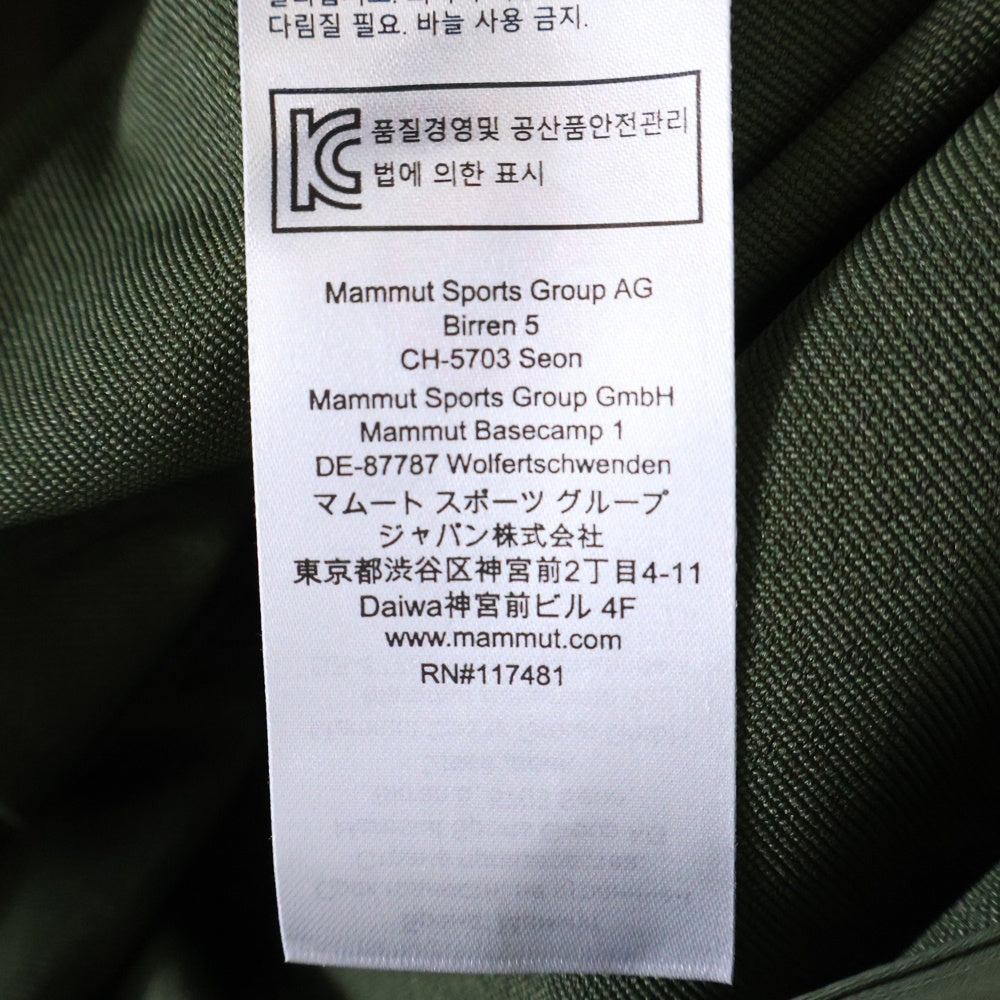 다림질 필요. 바늘 사용 금지.
KC 품질경영및 공산품안전관리
법에 의한 표시
Mammut Sports Group AG
Birren 5
CH-5703 Seon
Mammut Sports Group GmbH
Mammut Basecamp 1
DE-87787 Wolfertschwenden
マムート スポーツ グループ
ジャパン株式会社
東京都渋谷区神宮前2丁目4-11
Daiwa神宮前ビル 4F
www.mammut.com
RN#117481